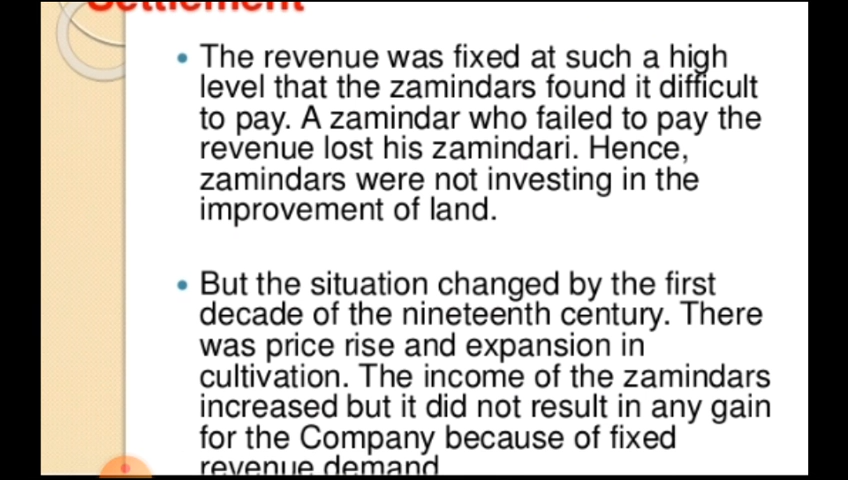 Settlement
The revenue was fixed at such a high
level that the zamindars found it difficult
to pay. A zamindar who failed to pay the
revenue lost his zamindari. Hence,
zamindars were not investing in the
improvement of land.
But the situation changed by the first
decade of the nineteenth century. There
was price rise and expansion in
cultivation. The income of the zamindars
increased but it did not result in any gain
for the Company because of fixed
revenue demand